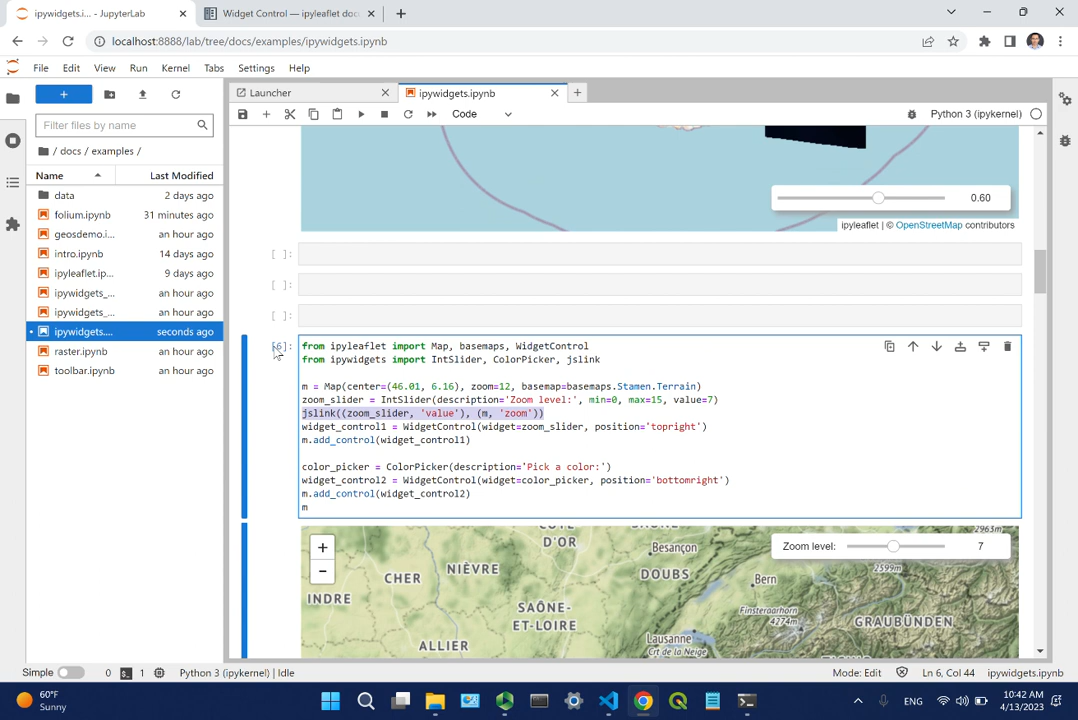 ipywidgets.i... - JupyterLab
Widget Control — ipyleaflet doc
localhost:8888/lab/tree/docs/examples/ipywidgets.ipynb
File Edit View Run Kernel Tabs Settings Help
Launcher
ipywidgets.ipynb
Code
Python 3 (ipykernel)
Filter files by name
/ docs / examples /
Name Last Modified
data 2 days ago
folium.ipynb 31 minutes ago
geosdemo.i... an hour ago
intro.ipynb 14 days ago
ipyleaflet.ip... 9 days ago
ipywidgets_... an hour ago
ipywidgets_... an hour ago
ipywidgets.... seconds ago
raster.ipynb an hour ago
toolbar.ipynb an hour ago
0.60
ipyleaflet | © OpenStreetMap contributors
[ ]:
[ ]:
[ ]:
[6]: from ipyleaflet import Map, basemaps, WidgetControl
from ipywidgets import IntSlider, ColorPicker, jslink
m = Map(center=(46.01, 6.16), zoom=12, basemap=basemaps.Stamen.Terrain)
zoom_slider = IntSlider(description='Zoom level:', min=0, max=15, value=7)
jslink((zoom_slider, 'value'), (m, 'zoom'))
widget_control1 = WidgetControl(widget=zoom_slider, position='topright')
m.add_control(widget_control1)
color_picker = ColorPicker(description='Pick a color:')
widget_control2 = WidgetControl(widget=color_picker, position='bottomright')
m.add_control(widget_control2)
m
+
−
Zoom level: 7
D'OR
Besançon
2963m
NIÈVRE
CHER
DOUBS
2599m
Bern
INDRE
SAÔNE-
ET-LOIRE
Finsteraarhorn
4274m
GRAUBÜNDEN
ALLIER
Lausanne
Crt de la Neige
Simple 0 1 Python 3 (ipykernel) | Idle
Mode: Edit Ln 6, Col 44 ipywidgets.ipynb
60°F
Sunny
ENG
10:42 AM
4/13/2023